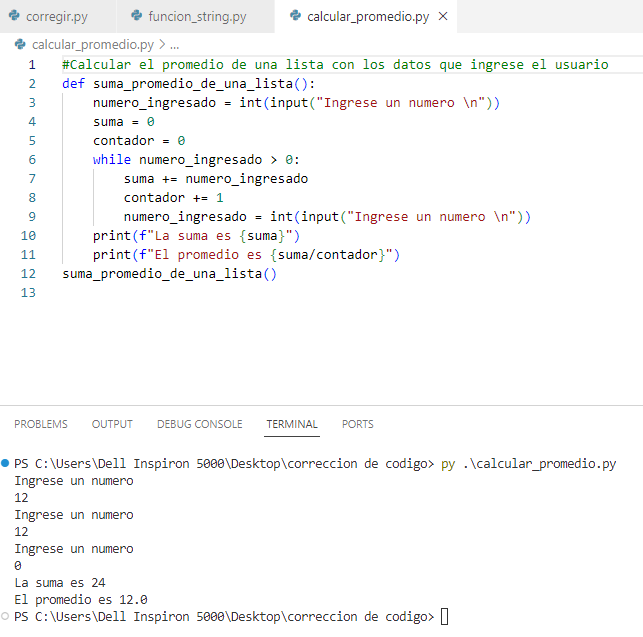 corregir.py funcion_string.py calcular_promedio.py ×
calcular_promedio.py > ...
1 #Calcular el promedio de una lista con los datos que ingrese el usuario
2 def suma_promedio_de_una_lista():
3 numero_ingresado = int(input("Ingrese un numero \n"))
4 suma = 0
5 contador = 0
6 while numero_ingresado > 0:
7 suma += numero_ingresado
8 contador += 1
9 numero_ingresado = int(input("Ingrese un numero \n"))
10 print(f"La suma es {suma}")
11 print(f"El promedio es {suma/contador}")
12 suma_promedio_de_una_lista()
13
PROBLEMS OUTPUT DEBUG CONSOLE TERMINAL PORTS
PS C:\Users\Dell Inspiron 5000\Desktop\correccion de codigo> py .\calcular_promedio.py
Ingrese un numero
12
Ingrese un numero
12
Ingrese un numero
0
La suma es 24
El promedio es 12.0
PS C:\Users\Dell Inspiron 5000\Desktop\correccion de codigo>